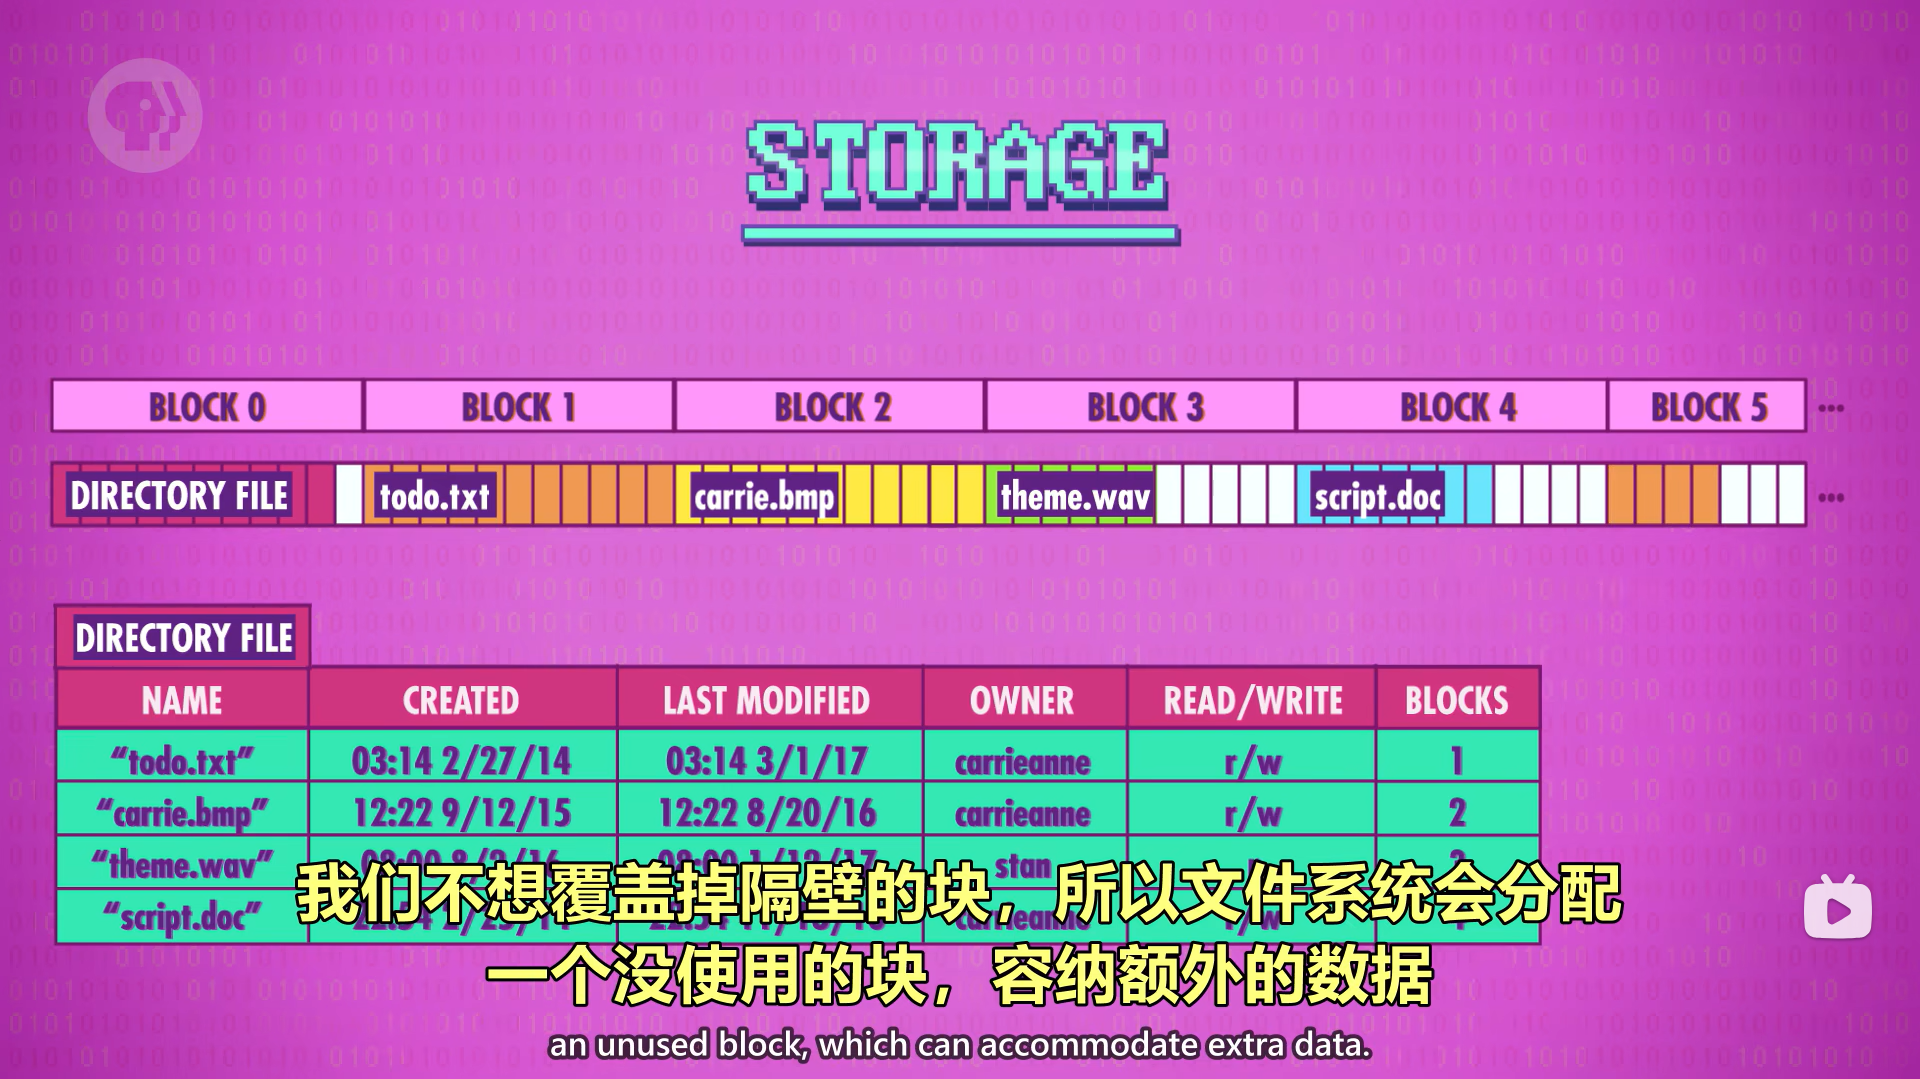 STORAGE
BLOCK 0 BLOCK 1 BLOCK 2 BLOCK 3 BLOCK 4 BLOCK 5 ...
DIRECTORY FILE todo.txt carrie.bmp theme.wav script.doc ...
DIRECTORY FILE
NAME CREATED LAST MODIFIED OWNER READ/WRITE BLOCKS
“todo.txt” 03:14 2/27/14 03:14 3/1/17 carrieanne r/w 1
“carrie.bmp” 12:22 9/12/15 12:22 8/20/16 carrieanne r/w 2
“theme.wav” stan
“script.doc” carrieanne
我们不想覆盖掉隔壁的块，所以文件系统会分配
一个没使用的块，容纳额外的数据
an unused block, which can accommodate extra data.